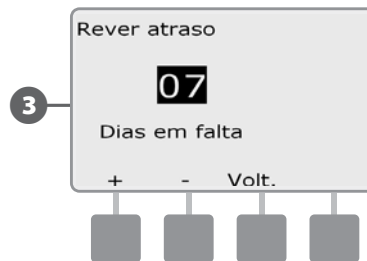 Rever atraso
07
3
Dias em falta
+ - Volt.